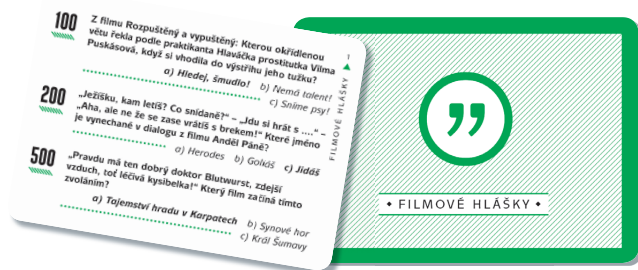 100
Z filmu Rozpuštěný a vypuštěný: Kterou okřídlenou
větu řekla podle praktikanta Hlaváčka prostitutka Vilma
Puskásová, když si vhodila do výstřihu jeho tužku?
a) Hledej, šmudlo! b) Nemá talent!
c) Sníme psy!
200
„Ježíšku, kam letíš? Co snídaně?“ – „Jdu si hrát s ....“ –
„Aha, ale ne že se zase vrátíš s brekem!“ Které jméno
je vynechané v dialogu z filmu Anděl Páně?
a) Herodes b) Goliáš c) Jidáš
500
„Pravdu má ten dobrý doktor Blutwurst, zdejší
vzduch, toť léčivá kysibelka!“ Který film začíná tímto
zvoláním?
a) Tajemství hradu v Karpatech b) Synové hor
c) Král Šumavy
1
FILMOVÉ HLÁŠKY
”
• FILMOVÉ HLÁŠKY •